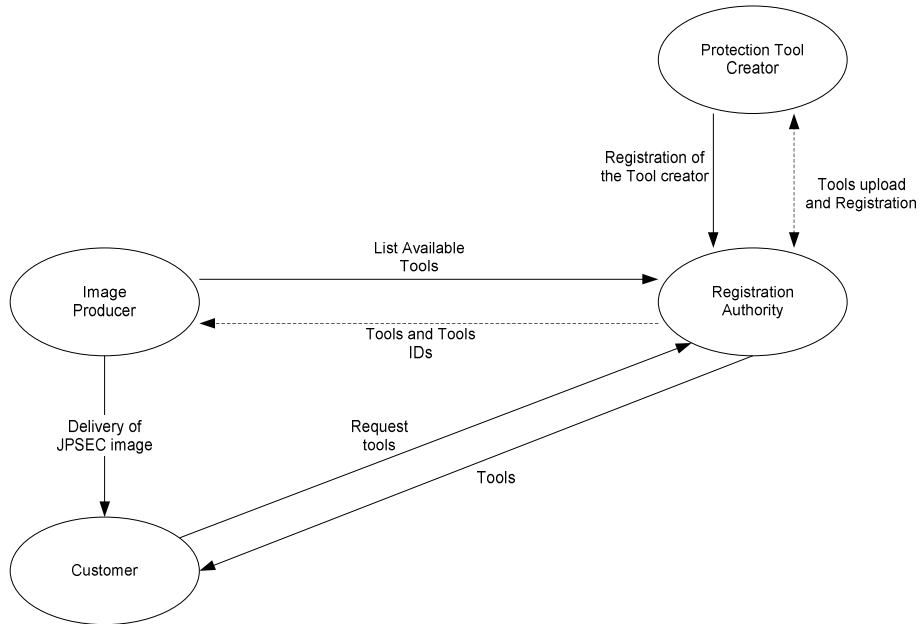 Protection Tool
Creator
Registration of
the Tool creator
Tools upload
and Registration
List Available
Tools
Image
Producer
Registration
Authority
Tools and Tools
IDs
Delivery of
JPSEC image
Request
tools
Tools
Customer